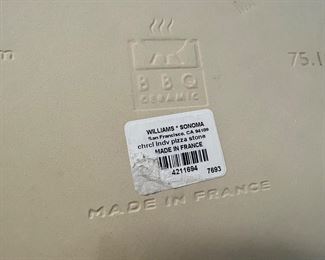 75.1
BBQ
CERAMIC
WILLIAMS * SONOMA
San Francisco, CA 94109
chrcl indv pizza stone
MADE IN FRANCE
4211694 7693
MADE IN FRANCE